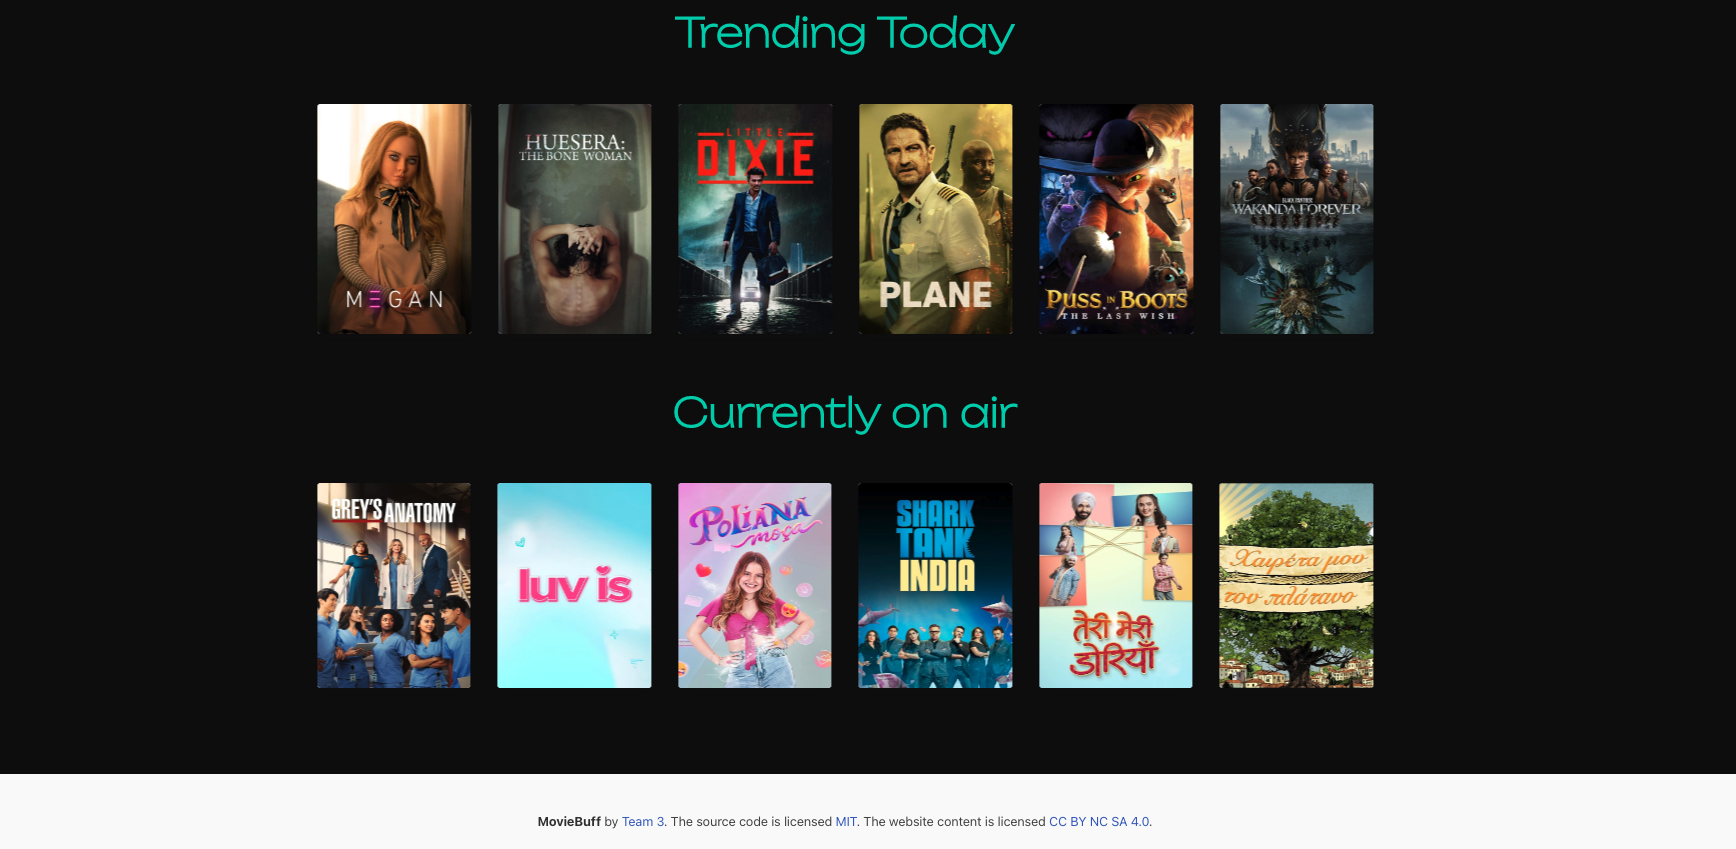 Trending Today
MEGAN
HUESERA:
THE BONE WOMAN
LITTLE
DIXIE
PLANE
PUSS IN BOOTS
THE LAST WISH
BLACK PANTHER
WAKANDA FOREVER
Currently on air
GREY'S ANATOMY
luv is
POLIANA
moça
SHARK
TANK
INDIA
तेरी मेरी
डोरियाँ
Χαιρέτα μου
τον πλάτανο
MovieBuff by Team 3. The source code is licensed MIT. The website content is licensed CC BY NC SA 4.0.